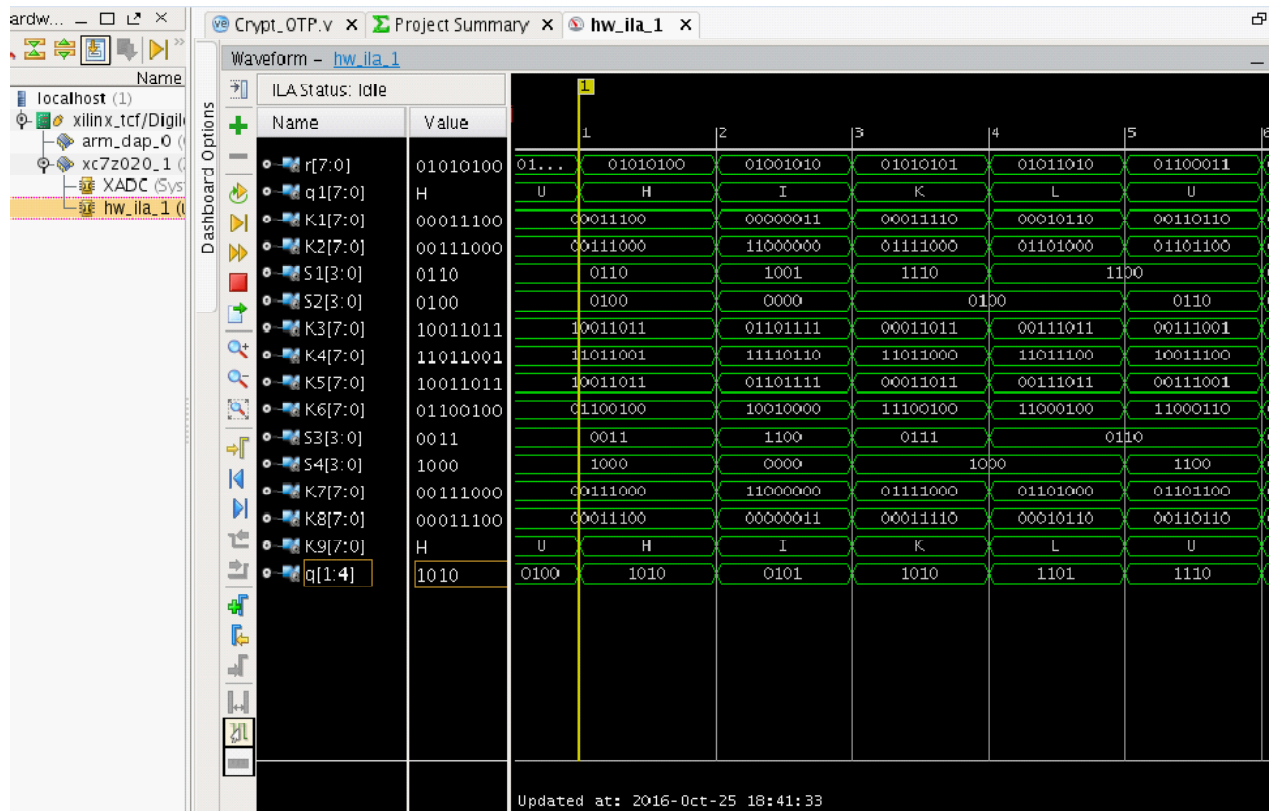 ardw...
Crypt_OTP.v × Project Summary × hw_ila_1 ×
Name
localhost (1)
xilinx_tcf/Digil
arm_dap_0 (
xc7z020_1 (
XADC (Sys
hw_ila_1 (
Dashboard Options
Waveform – hw_ila_1
ILA Status: Idle
Name Value
1
1 2 3 4 5 6
r[7:0] 01010100 01... 01010100 01001010 01010101 01011010 01100011
q1[7:0] H U H I K L U
K1[7:0] 00011100 00011100 00000011 00011110 00010110 00110110
K2[7:0] 00111000 00111000 11000000 01111000 01101000 01101100
S1[3:0] 0110 0110 1001 1110 1100
S2[3:0] 0100 0100 0000 0100 0110
K3[7:0] 10011011 10011011 01101111 00011011 00111011 00111001
K4[7:0] 11011001 11011001 11110110 11011000 11011100 10011100
K5[7:0] 10011011 10011011 01101111 00011011 00111011 00111001
K6[7:0] 01100100 01100100 10010000 11100100 11000100 11000110
S3[3:0] 0011 0011 1100 0111 0110
S4[3:0] 1000 1000 0000 1000 1100
K7[7:0] 00111000 00111000 11000000 01111000 01101000 01101100
K8[7:0] 00011100 00011100 00000011 00011110 00010110 00110110
K9[7:0] H U H I K L U
q[1:4] 1010 0100 1010 0101 1010 1101 1110
Updated at: 2016-Oct-25 18:41:33